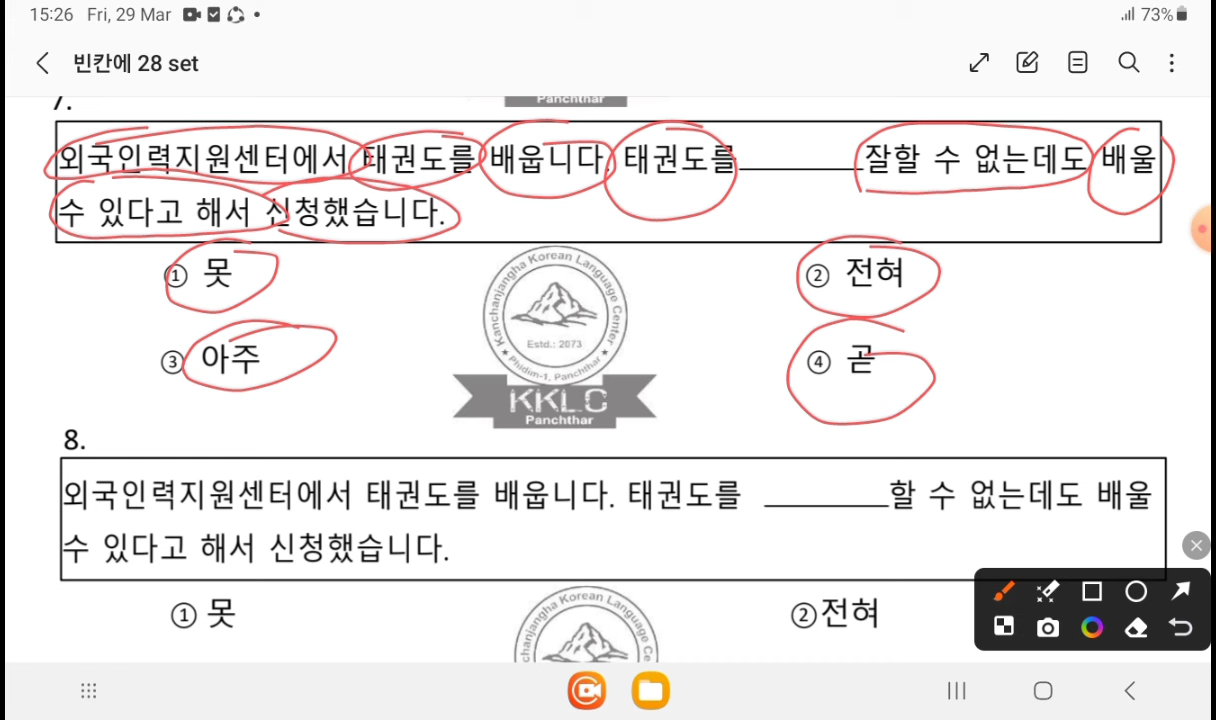 15:26 Fri, 29 Mar
73%
빈칸에 28 set
Panchthar
7.
외국인력지원센터에서 태권도를 배웁니다. 태권도를________잘할 수 없는데도 배울
수 있다고 해서 신청했습니다.
① 못
② 전혀
Kanchanjangha Korean Language Center
Estd.: 2073
Phidim-1, Panchthar
③ 아주
④ 곧
KKLC
Panchthar
8.
외국인력지원센터에서 태권도를 배웁니다. 태권도를 ________할 수 없는데도 배울
수 있다고 해서 신청했습니다.
① 못
②전혀
Korean Language